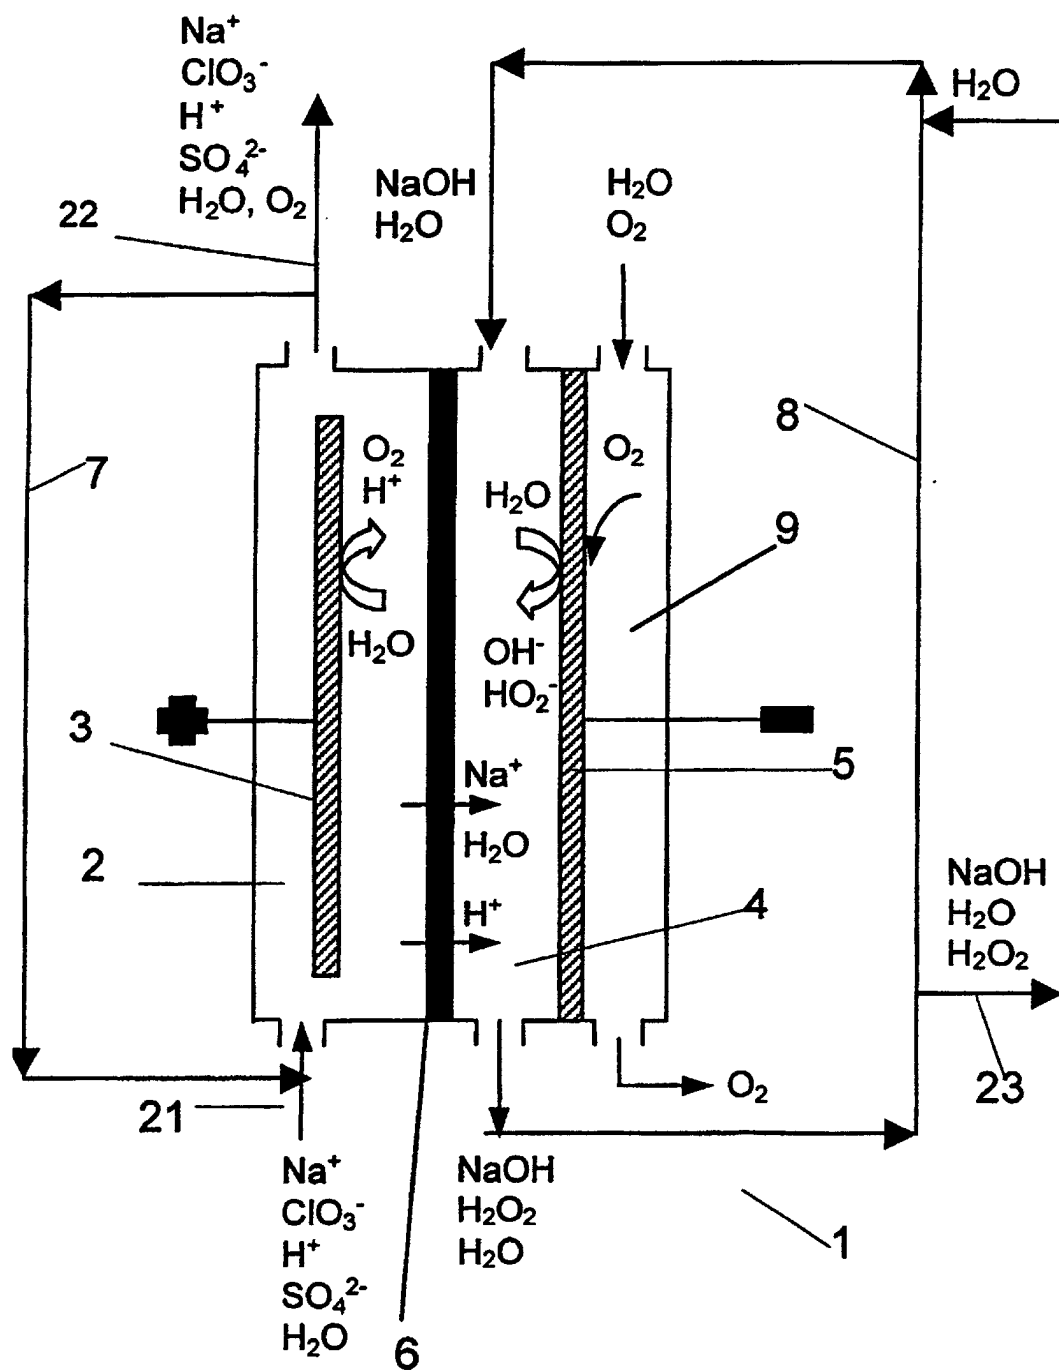 Na⁺
ClO₃⁻
H⁺
SO₄²⁻
H₂O, O₂
22
NaOH
H₂O
H₂O
O₂
H₂O
7
8
9
O₂
H⁺
H₂O
H₂O
OH⁻
HO₂⁻
O₂
3
5
Na⁺
H₂O
2
H⁺
4
NaOH
H₂O
H₂O₂
23
21
O₂
Na⁺
ClO₃⁻
H⁺
SO₄²⁻
H₂O
NaOH
H₂O₂
H₂O
1
6